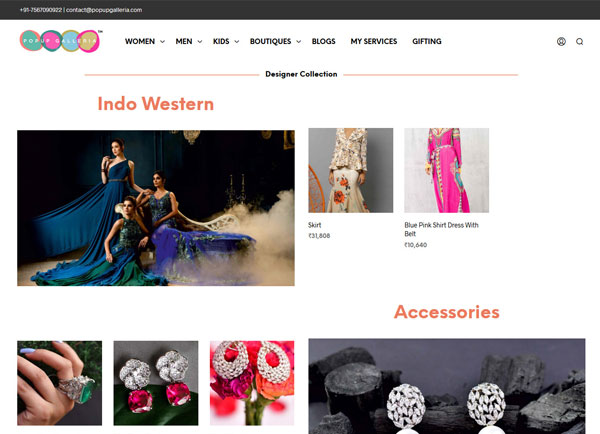 +91-7567090922 | contact@popupgalleria.com
POPUP GALLERIA
WOMEN MEN KIDS BOUTIQUES BLOGS MY SERVICES GIFTING
Designer Collection
Indo Western
Skirt
₹31,808
Blue Pink Shirt Dress With
Belt
₹10,640
Accessories